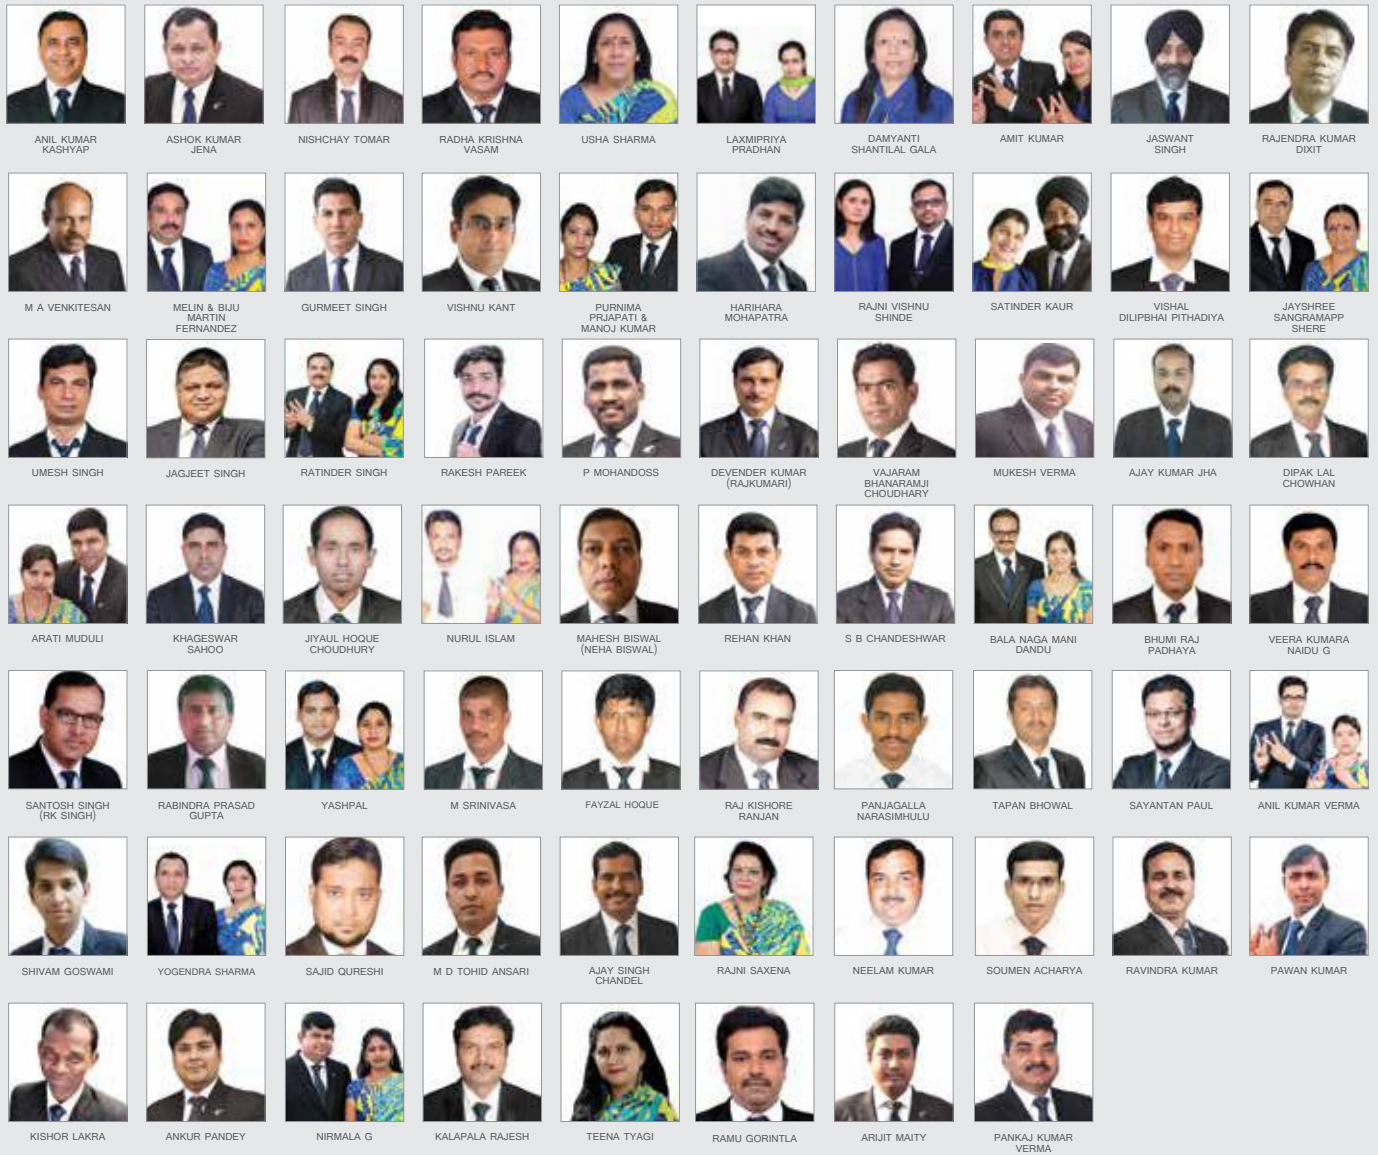 ANIL KUMAR
KASHYAP
ASHOK KUMAR
JENA
NISHCHAY TOMAR
RADHA KRISHNA
VASAM
USHA SHARMA
LAXMIPRIYA
PRADHAN
DAMYANTI
SHANTILAL GALA
AMIT KUMAR
JASWANT
SINGH
RAJENDRA KUMAR
DIXIT
M A VENKITESAN
MELIN & BIJU
MARTIN
FERNANDEZ
GURMEET SINGH
VISHNU KANT
PURNIMA
PRJAPATI &
MANOJ KUMAR
HARIHARA
MOHAPATRA
RAJNI VISHNU
SHINDE
SATINDER KAUR
VISHAL
DILIPBHAI PITHADIYA
JAYSHREE
SANGRAMAPP
SHERE
UMESH SINGH
JAGJEET SINGH
RATINDER SINGH
RAKESH PAREEK
P MOHANDOSS
DEVENDER KUMAR
(RAJKUMARI)
VAJARAM
BHANARAMJI
CHOUDHARY
MUKESH VERMA
AJAY KUMAR JHA
DIPAK LAL
CHOWHAN
ARATI MUDULI
KHAGESWAR
SAHOO
JIYAUL HOQUE
CHOUDHURY
NURUL ISLAM
MAHESH BISWAL
(NEHA BISWAL)
REHAN KHAN
S B CHANDESHWAR
BALA NAGA MANI
DANDU
BHUMI RAJ
PADHAYA
VEERA KUMARA
NAIDU G
SANTOSH SINGH
(RK SINGH)
RABINDRA PRASAD
GUPTA
YASHPAL
M SRINIVASA
FAYZAL HOQUE
RAJ KISHORE
RANJAN
PANJAGALLA
NARASIMHULU
TAPAN BHOWAL
SAYANTAN PAUL
ANIL KUMAR VERMA
SHIVAM GOSWAMI
YOGENDRA SHARMA
SAJID QURESHI
M D TOHID ANSARI
AJAY SINGH
CHANDEL
RAJNI SAXENA
NEELAM KUMAR
SOUMEN ACHARYA
RAVINDRA KUMAR
PAWAN KUMAR
KISHOR LAKRA
ANKUR PANDEY
NIRMALA G
KALAPALA RAJESH
TEENA TYAGI
RAMU GORINTLA
ARIJIT MAITY
PANKAJ KUMAR
VERMA